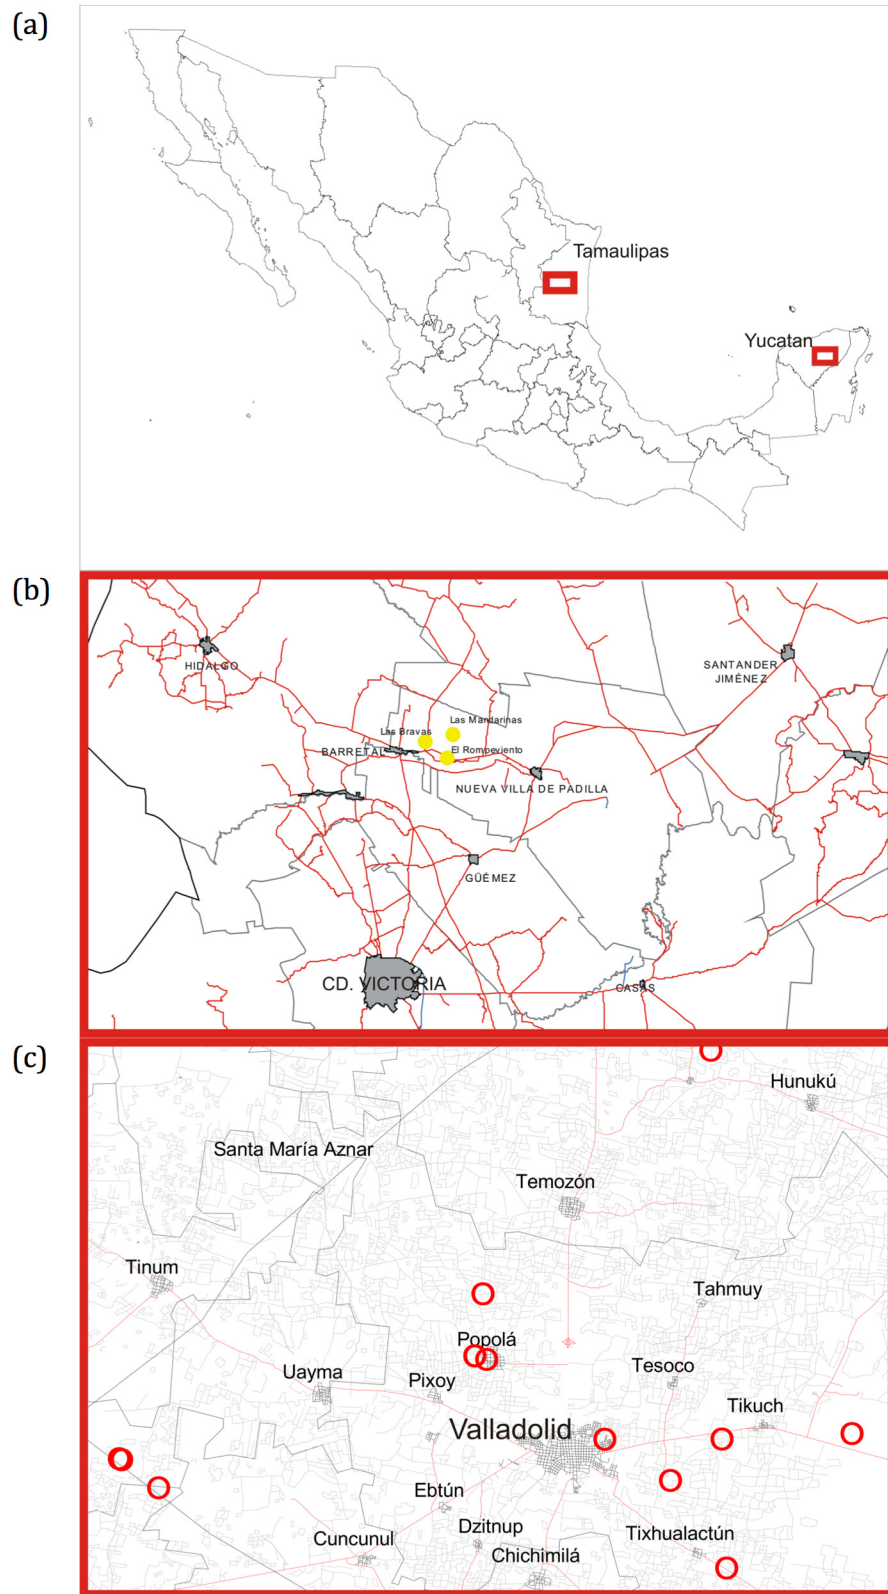 (a)
Tamaulipas
Yucatan
(b)
HIDALGO
SANTANDER
JIMÉNEZ
Las Mandarinas
Las Bravas
BARRETAL
El Rompeviento
NUEVA VILLA DE PADILLA
GÜÉMEZ
CD. VICTORIA
CASAS
(c)
Hunukú
Santa María Aznar
Temozón
Tinum
Tahmuy
Popolá
Tesoco
Uayma
Pixoy
Tikuch
Valladolid
Ebtún
Dzitnup
Tixhualactún
Cuncunul
Chichimilá